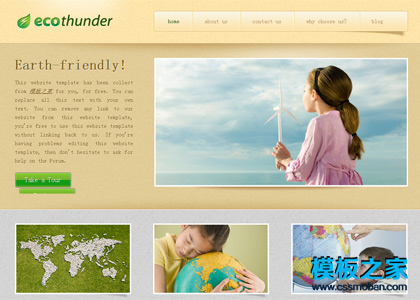 ecothunder
home
about us
contact us
why choose us?
blog
Earth-friendly!
This website template has been collect
from 模板之家 for you, for free. You can
replace all this text with your own
text. You can remove any link to our
website from this website template,
you're free to use this website template
without linking back to us. If you're
having problems editing this website
template, then don't hesitate to ask for
help on the Forum.
Take a Tour
模板之家
www.cssmoban.com